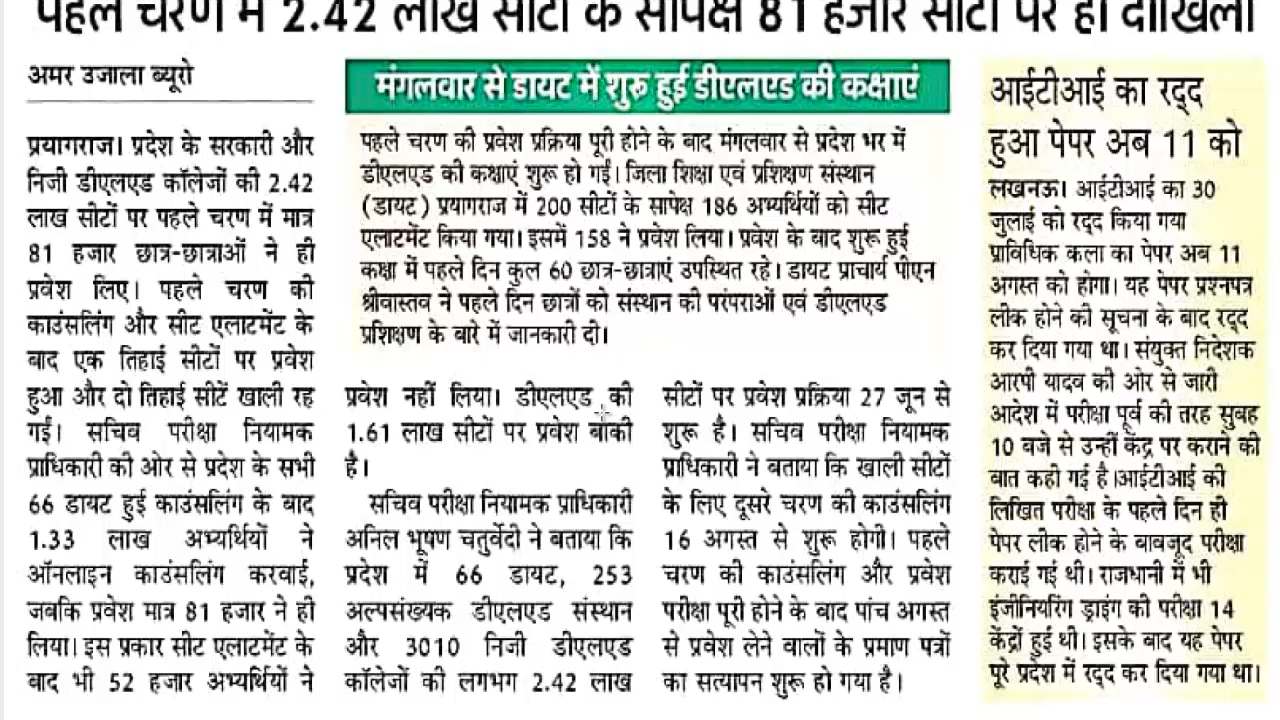 पहले चरण में 2.42 लाख सीटों के सापेक्ष 81 हजार सीटों पर ही दाखिला
अमर उजाला ब्यूरो
प्रयागराज। प्रदेश के सरकारी और
निजी डीएलएड कॉलेजों की 2.42
लाख सीटों पर पहले चरण में मात्र
81 हजार छात्र-छात्राओं ने ही
प्रवेश लिए। पहले चरण की
काउंसलिंग और सीट एलाटमेंट के
बाद एक तिहाई सीटों पर प्रवेश
हुआ और दो तिहाई सीटें खाली रह
गईं। सचिव परीक्षा नियामक
प्राधिकारी की ओर से प्रदेश के सभी
66 डायट हुई काउंसलिंग के बाद
1.33 लाख अभ्यर्थियों ने
ऑनलाइन काउंसलिंग करवाई,
जबकि प्रवेश मात्र 81 हजार ने ही
लिया। इस प्रकार सीट एलाटमेंट के
बाद भी 52 हजार अभ्यर्थियों ने
मंगलवार से डायट में शुरू हुई डीएलएड की कक्षाएं
पहले चरण की प्रवेश प्रक्रिया पूरी होने के बाद मंगलवार से प्रदेश भर में
डीएलएड की कक्षाएं शुरू हो गईं। जिला शिक्षा एवं प्रशिक्षण संस्थान
(डायट) प्रयागराज में 200 सीटों के सापेक्ष 186 अभ्यर्थियों को सीट
एलाटमेंट किया गया। इसमें 158 ने प्रवेश लिया। प्रवेश के बाद शुरू हुई
कक्षा में पहले दिन कुल 60 छात्र-छात्राएं उपस्थित रहे। डायट प्राचार्य पीएन
श्रीवास्तव ने पहले दिन छात्रों को संस्थान की परंपराओं एवं डीएलएड
प्रशिक्षण के बारे में जानकारी दी।
प्रवेश नहीं लिया। डीएलएड की
1.61 लाख सीटों पर प्रवेश बाकी
है।
सचिव परीक्षा नियामक प्राधिकारी
अनिल भूषण चतुर्वेदी ने बताया कि
प्रदेश में 66 डायट, 253
अल्पसंख्यक डीएलएड संस्थान
और 3010 निजी डीएलएड
कॉलेजों की लगभग 2.42 लाख
सीटों पर प्रवेश प्रक्रिया 27 जून से
शुरू है। सचिव परीक्षा नियामक
प्राधिकारी ने बताया कि खाली सीटों
के लिए दूसरे चरण की काउंसलिंग
16 अगस्त से शुरू होगी। पहले
चरण की काउंसलिंग और प्रवेश
परीक्षा पूरी होने के बाद पांच अगस्त
से प्रवेश लेने वालों के प्रमाण पत्रों
का सत्यापन शुरू हो गया है।
आईटीआई का रद्द
हुआ पेपर अब 11 को
लखनऊ। आईटीआई का 30
जुलाई को रद्द किया गया
प्राविधिक कला का पेपर अब 11
अगस्त को होगा। यह पेपर प्रश्नपत्र
लीक होने की सूचना के बाद रद्द
कर दिया गया था। संयुक्त निदेशक
आरपी यादव की ओर से जारी
आदेश में परीक्षा पूर्व की तरह सुबह
10 बजे से उन्हीं केंद्र पर कराने की
बात कही गई है।आईटीआई की
लिखित परीक्षा के पहले दिन ही
पेपर लीक होने के बावजूद परीक्षा
कराई गई थी। राजधानी में भी
इंजीनियरिंग ड्राइंग की परीक्षा 14
केंद्रों हुई थी। इसके बाद यह पेपर
पूरे प्रदेश में रद्द कर दिया गया था।